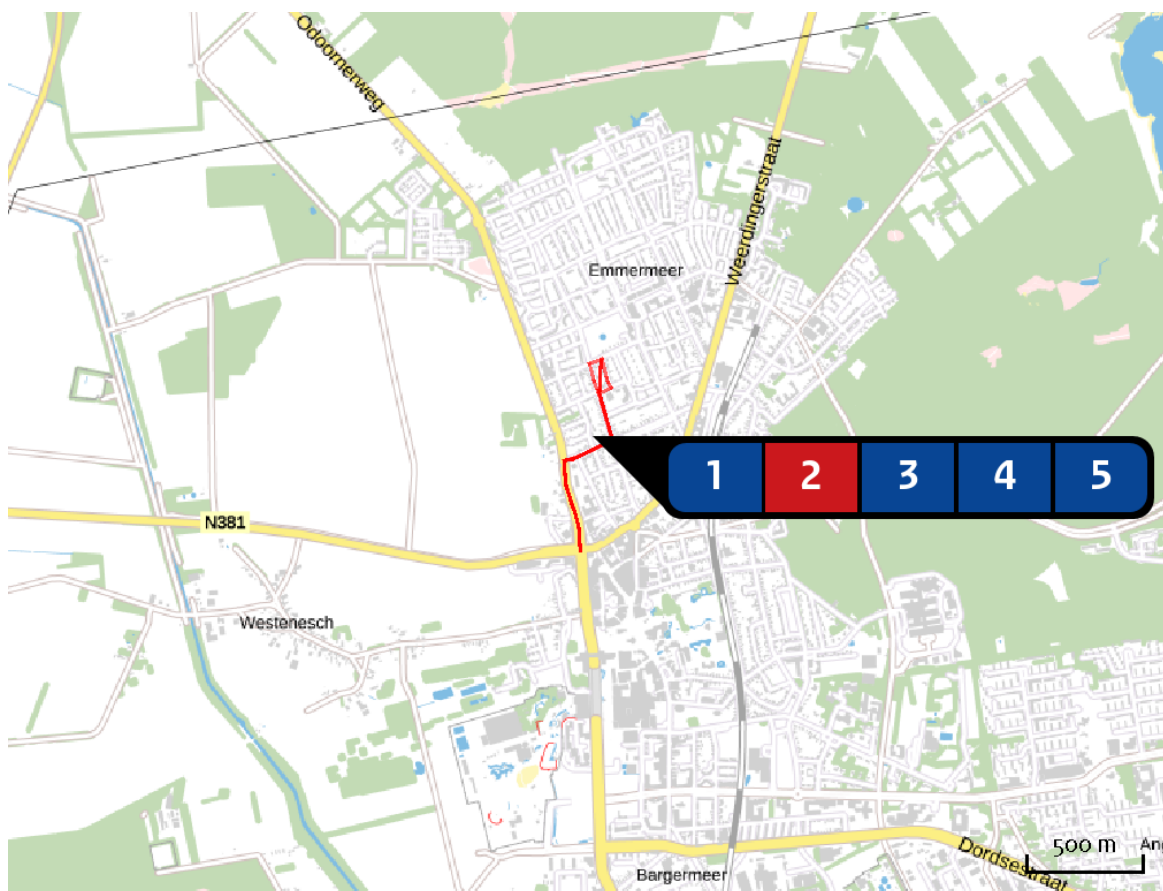 Odoornerweg
Weerdingerstraat
Emmermeer
1 2 3 4 5
N381
Westenesch
Dordsestraat
500 m
Bargermeer